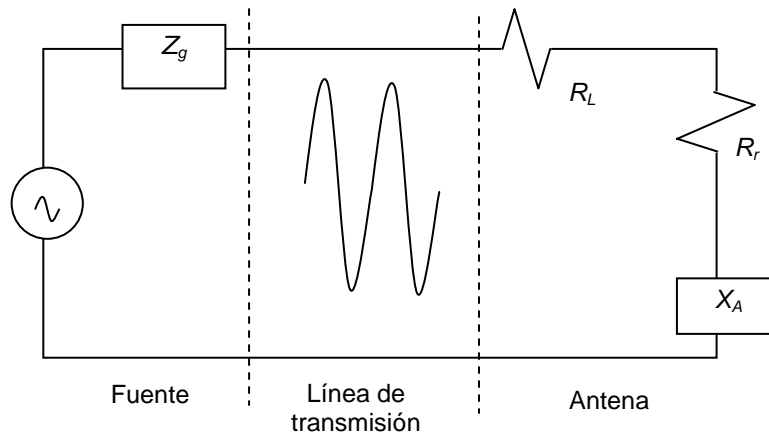 Z_g
R_L
R_r
X_A
Fuente
Línea de
transmisión
Antena